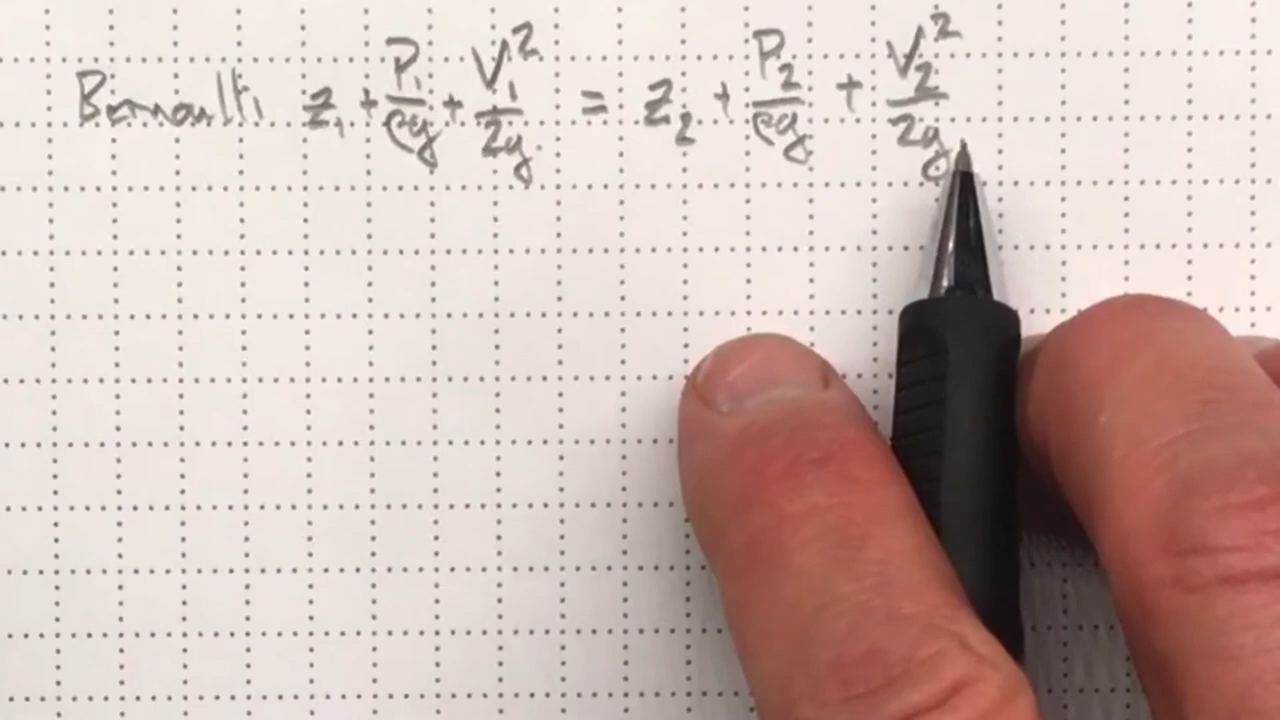 Bernoulli z₁ + P₁/ρg + V₁²/2g = z₂ + P₂/ρg + V₂²/2g